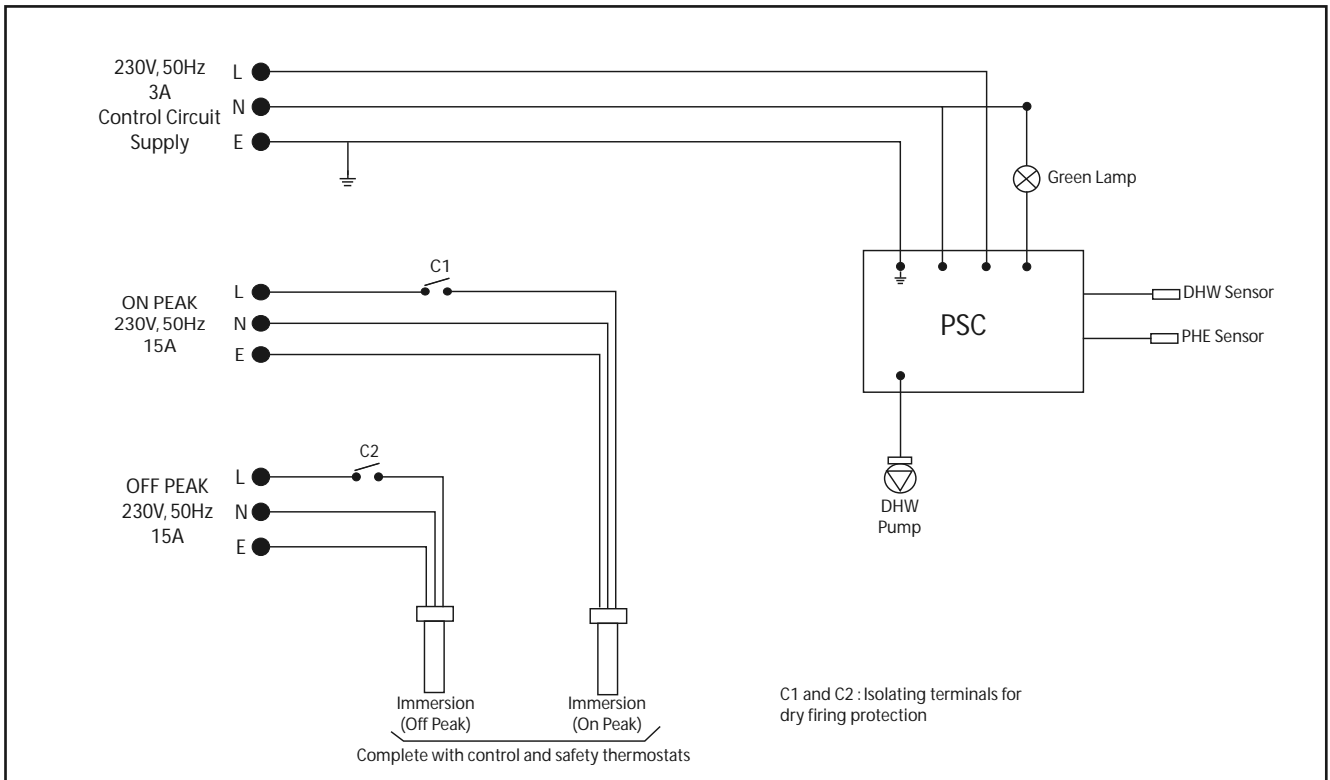 230V, 50Hz
3A
Control Circuit
Supply
L
N
E
Green Lamp
PSC
DHW Sensor
PHE Sensor
DHW
Pump
C1
ON PEAK
230V, 50Hz
15A
L
N
E
C2
OFF PEAK
230V, 50Hz
15A
L
N
E
Immersion
(Off Peak)
Immersion
(On Peak)
Complete with control and safety thermostats
C1 and C2 : Isolating terminals for
dry firing protection